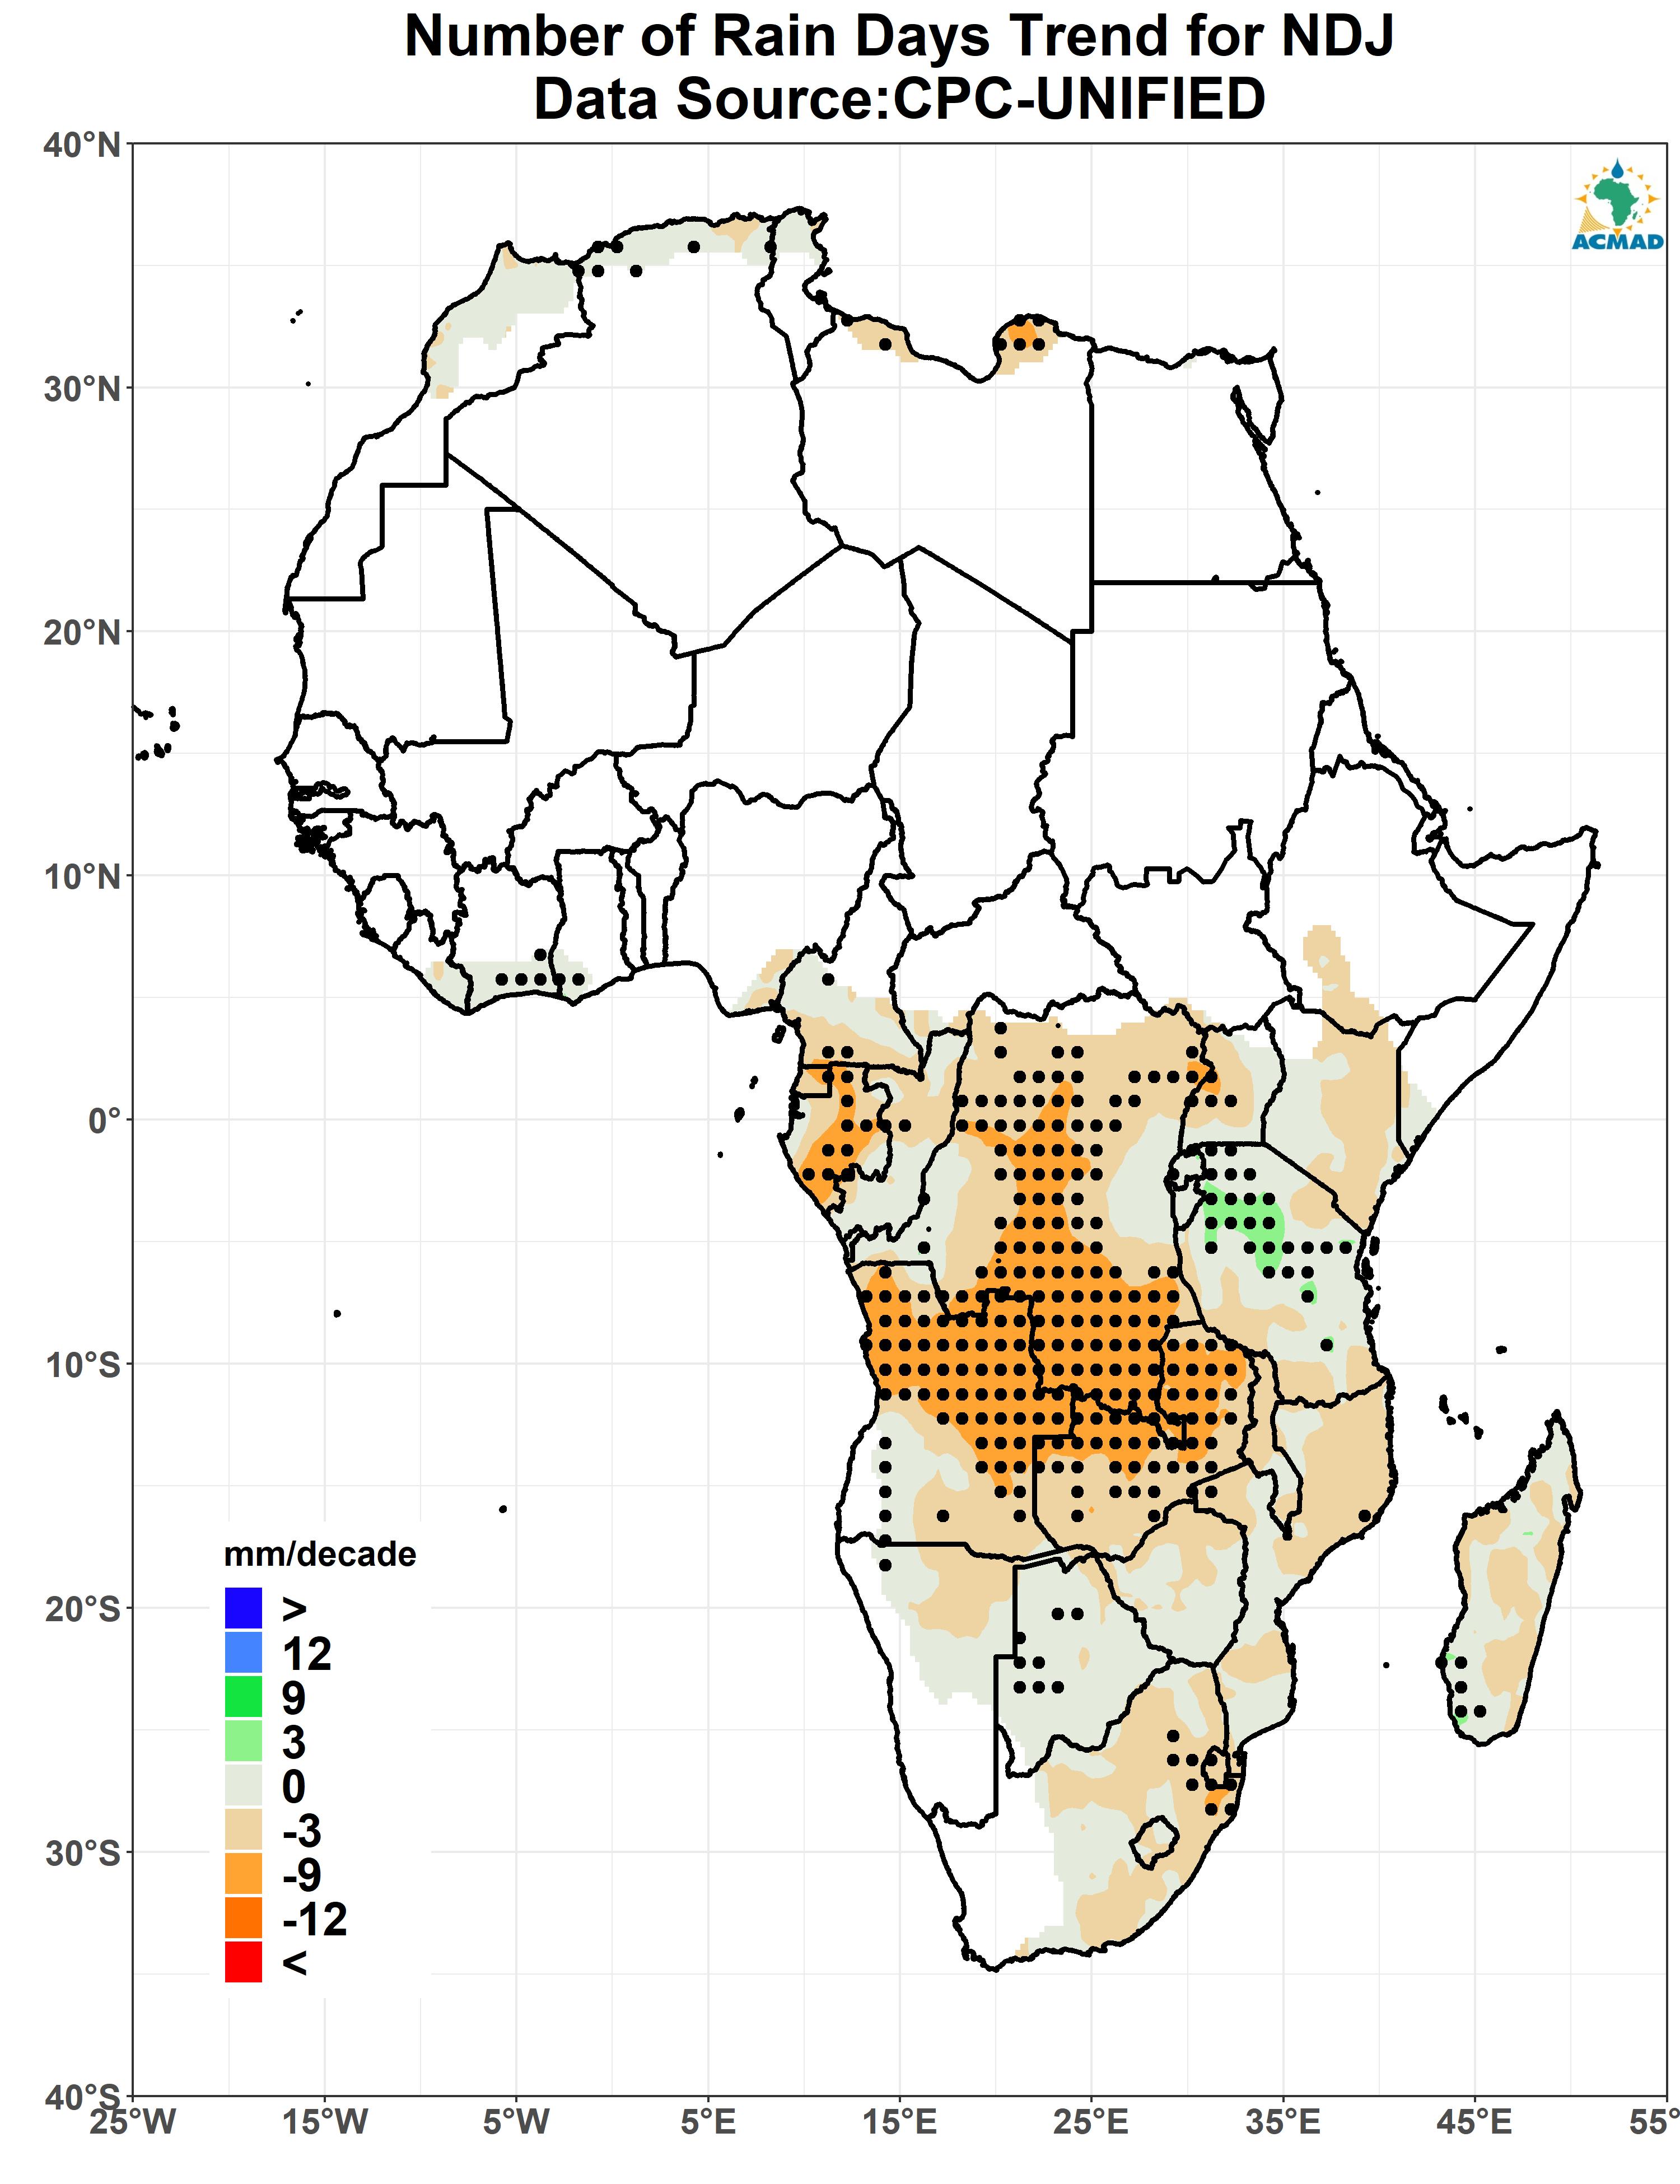 Number of Rain Days Trend for NDJ
Data Source:CPC-UNIFIED
40°N
ACMAD
30°N
20°N
10°N
0°
10°S
mm/decade
>
12
20°S
9
3
0
-3
30°S
-9
-12
<
40°S
25°W 15°W 5°W 5°E 15°E 25°E 35°E 45°E 55°